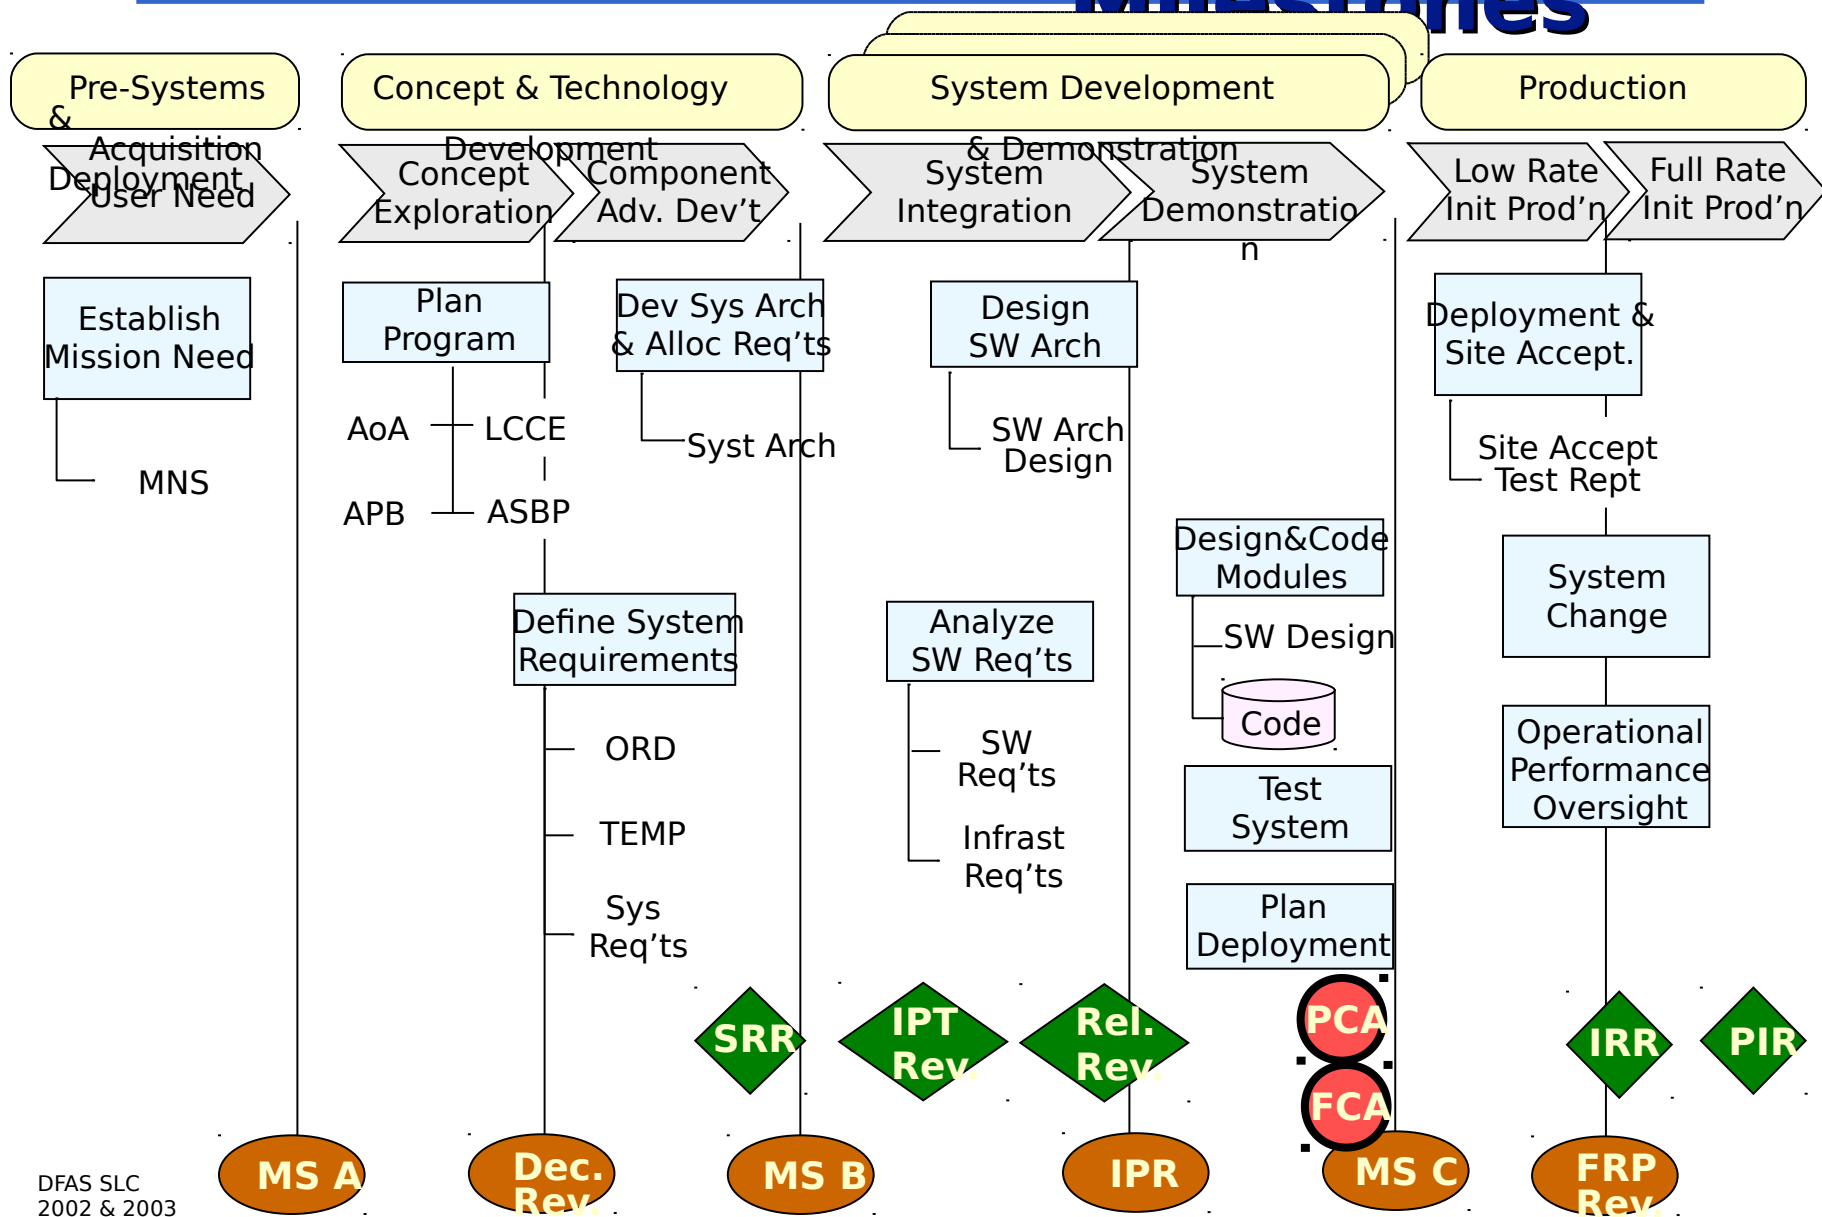 Milestones
Pre-Systems
&
Acquisition
Deployment
Concept & Technology
Development
System Development
& Demonstration
Production
User Need
Concept
Exploration
Component
Adv. Dev’t
System
Integration
System
Demonstratio
n
Low Rate
Init Prod’n
Full Rate
Init Prod’n
Establish
Mission Need
MNS
Plan
Program
AoA
LCCE
APB
ASBP
Dev Sys Arch
& Alloc Req’ts
Syst Arch
Define System
Requirements
ORD
TEMP
Sys
Req’ts
Design
SW Arch
SW Arch
Design
Analyze
SW Req’ts
SW
Req’ts
Infrast
Req’ts
Design&Code
Modules
SW Design
Code
Test
System
Plan
Deployment
Deployment &
Site Accept.
Site Accept
Test Rept
System
Change
Operational
Performance
Oversight
SRR
IPT
Rev.
Rel.
Rev.
PCA
FCA
IRR
PIR
MS A
Dec.
Rev.
MS B
IPR
MS C
FRP
Rev.
DFAS SLC
2002 & 2003